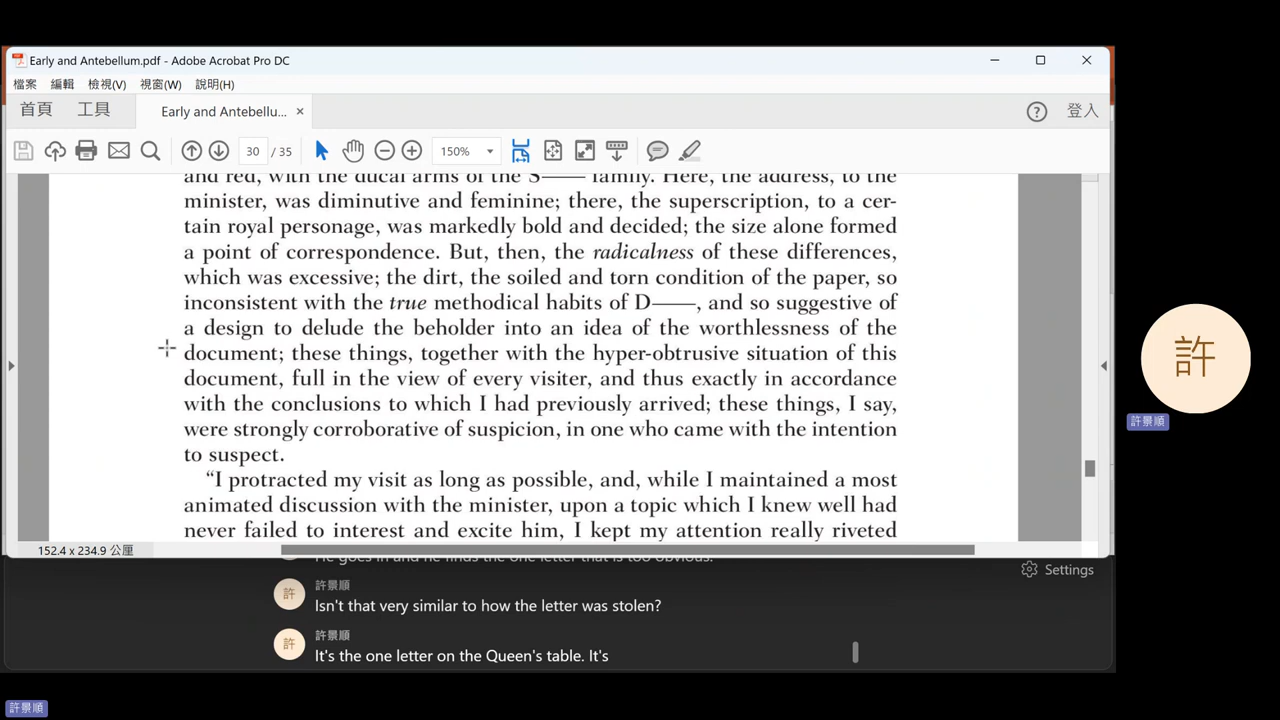 Early and Antebellum.pdf - Adobe Acrobat Pro DC
檔案 編輯 檢視(V) 視窗(W) 說明(H)
首頁 工具 Early and Antebellu... × 登入
30 / 35 150%
and red, with the ducal arms of the S—— family. Here, the address, to the
minister, was diminutive and feminine; there, the superscription, to a cer-
tain royal personage, was markedly bold and decided; the size alone formed
a point of correspondence. But, then, the radicalness of these differences,
which was excessive; the dirt, the soiled and torn condition of the paper, so
inconsistent with the true methodical habits of D——, and so suggestive of
a design to delude the beholder into an idea of the worthlessness of the
document; these things, together with the hyper-obtrusive situation of this
document, full in the view of every visiter, and thus exactly in accordance
with the conclusions to which I had previously arrived; these things, I say,
were strongly corroborative of suspicion, in one who came with the intention
to suspect.
“I protracted my visit as long as possible, and, while I maintained a most
animated discussion with the minister, upon a topic which I knew well had
never failed to interest and excite him, I kept my attention really riveted
152.4 x 234.9 公厘
He goes in and he finds the one letter that is too obvious.
Settings
許 許景順
Isn't that very similar to how the letter was stolen?
許 許景順
It's the one letter on the Queen's table. It's
許
許景順
許景順